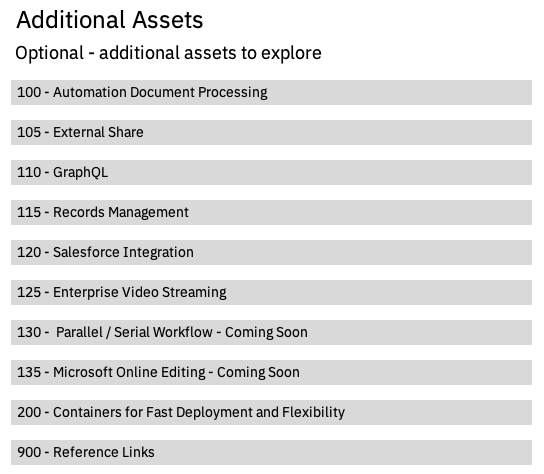 Additional Assets
Optional - additional assets to explore
100 - Automation Document Processing
105 - External Share
110 - GraphQL
115 - Records Management
120 - Salesforce Integration
125 - Enterprise Video Streaming
130 -  Parallel / Serial Workflow - Coming Soon
135 - Microsoft Online Editing - Coming Soon
200 - Containers for Fast Deployment and Flexibility
900 - Reference Links